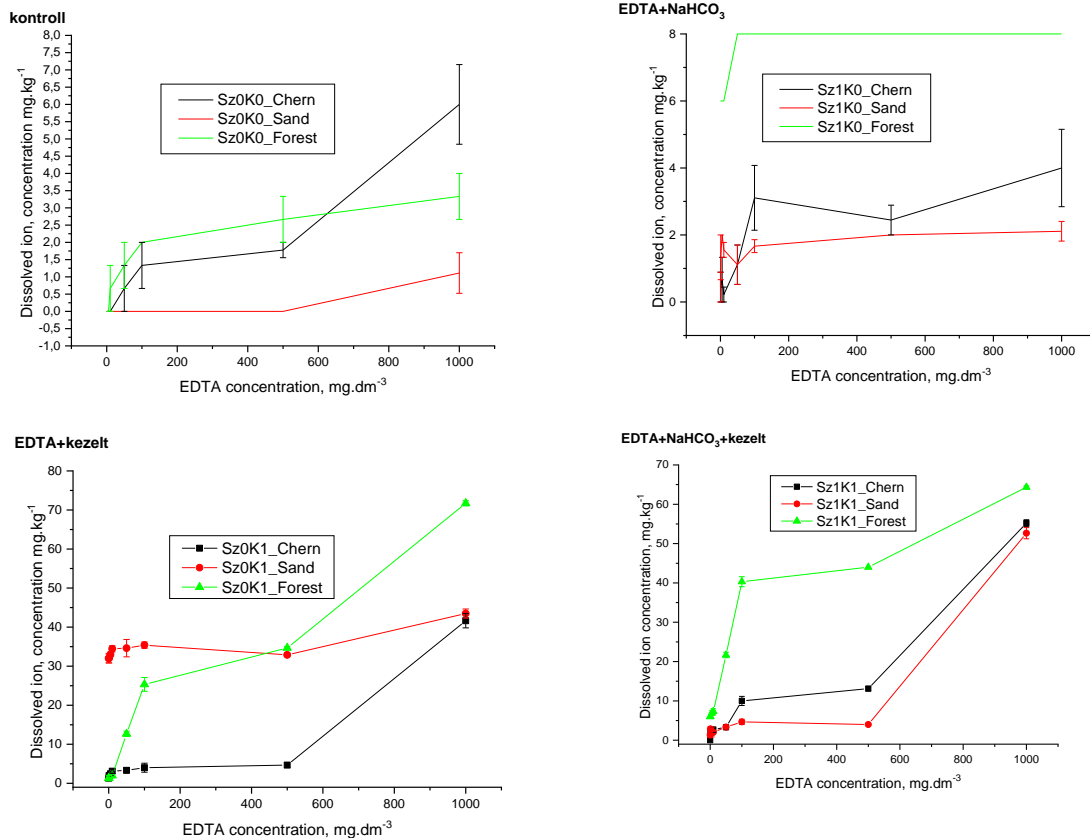 kontroll
8,0
7,5
7,0
6,5
6,0
5,5
5,0
4,5
4,0
3,5
3,0
2,5
2,0
1,5
1,0
0,5
0,0
-0,5
-1,0
Dissolved ion, concentration mg.kg⁻¹
Sz0K0_Chern
Sz0K0_Sand
Sz0K0_Forest
0 200 400 600 800 1000
EDTA concentration, mg.dm⁻³
EDTA+NaHCO₃
8
6
4
2
0
Dissolved ion, concentration mg.kg⁻¹
Sz1K0_Chern
Sz1K0_Sand
Sz1K0_Forest
0 200 400 600 800 1000
EDTA concentration, mg.dm⁻³
EDTA+kezelt
80
70
60
50
40
30
20
10
0
Dissolved ion, concentration mg.kg⁻¹
Sz0K1_Chern
Sz0K1_Sand
Sz0K1_Forest
0 200 400 600 800 1000
EDTA concentration, mg.dm⁻³
EDTA+NaHCO₃+kezelt
70
60
50
40
30
20
10
0
Dissolved ion concentration, mg.kg⁻¹
Sz1K1_Chern
Sz1K1_Sand
Sz1K1_Forest
0 200 400 600 800 1000
EDTA concentration, mg.dm⁻³